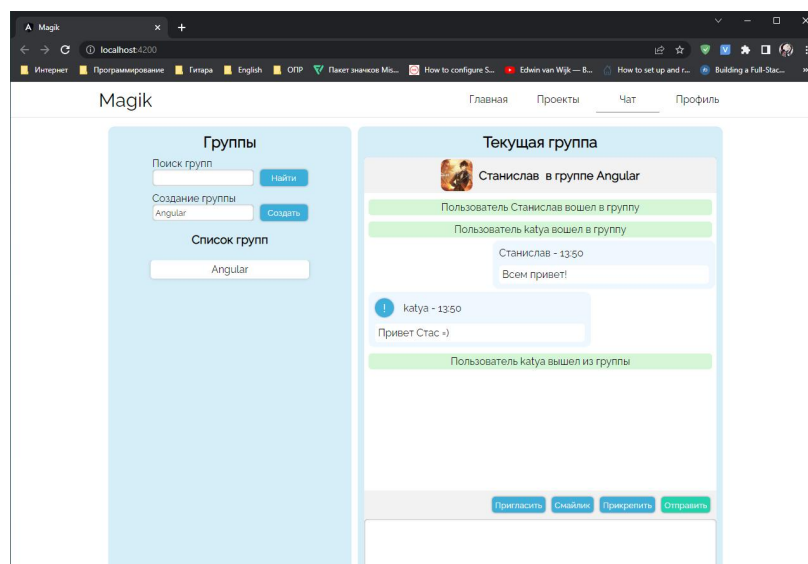 Magik
localhost:4200
Интернет Программирование Гитара English ОПР Пакет значков Mis... How to configure S... Edwin van Wijk — B... How to set up and r... Building a Full-Stac...
Magik Главная Проекты Чат Профиль
Группы
Поиск групп
Найти
Создание группы
Angular Создать
Список групп
Angular
Текущая группа
Станислав в группе Angular
Пользователь Станислав вошел в группу
Пользователь katya вошел в группу
Станислав - 13:50
Всем привет!
! katya - 13:50
Привет Стас =)
Пользователь katya вышел из группы
Пригласить Смайлик Прикрепить Отправить